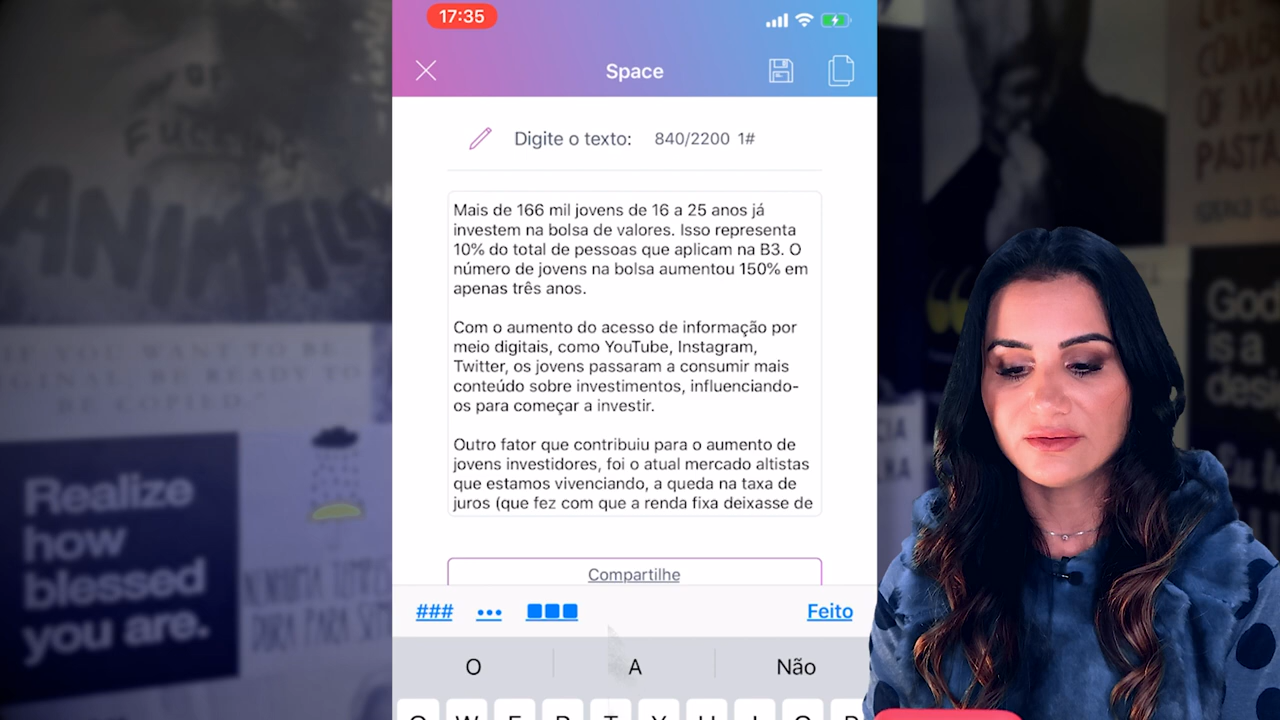 17:35
Space
Digite o texto: 840/2200 1#
Mais de 166 mil jovens de 16 a 25 anos já
investem na bolsa de valores. Isso representa
10% do total de pessoas que aplicam na B3. O
número de jovens na bolsa aumentou 150% em
apenas três anos.
Com o aumento do acesso de informação por
meio digitais, como YouTube, Instagram,
Twitter, os jovens passaram a consumir mais
conteúdo sobre investimentos, influenciando-
os para começar a investir.
Outro fator que contribuiu para o aumento de
jovens investidores, foi o atual mercado altistas
que estamos vivenciando, a queda na taxa de
juros (que fez com que a renda fixa deixasse de
Compartilhe
### ••• Feito
O A Não
ANIMALS
IF YOU WANT TO BE
ORIGINAL, BE READY TO
BE COPIED."
Realize
how
blessed
you are.
OF
PASTA
God
is a